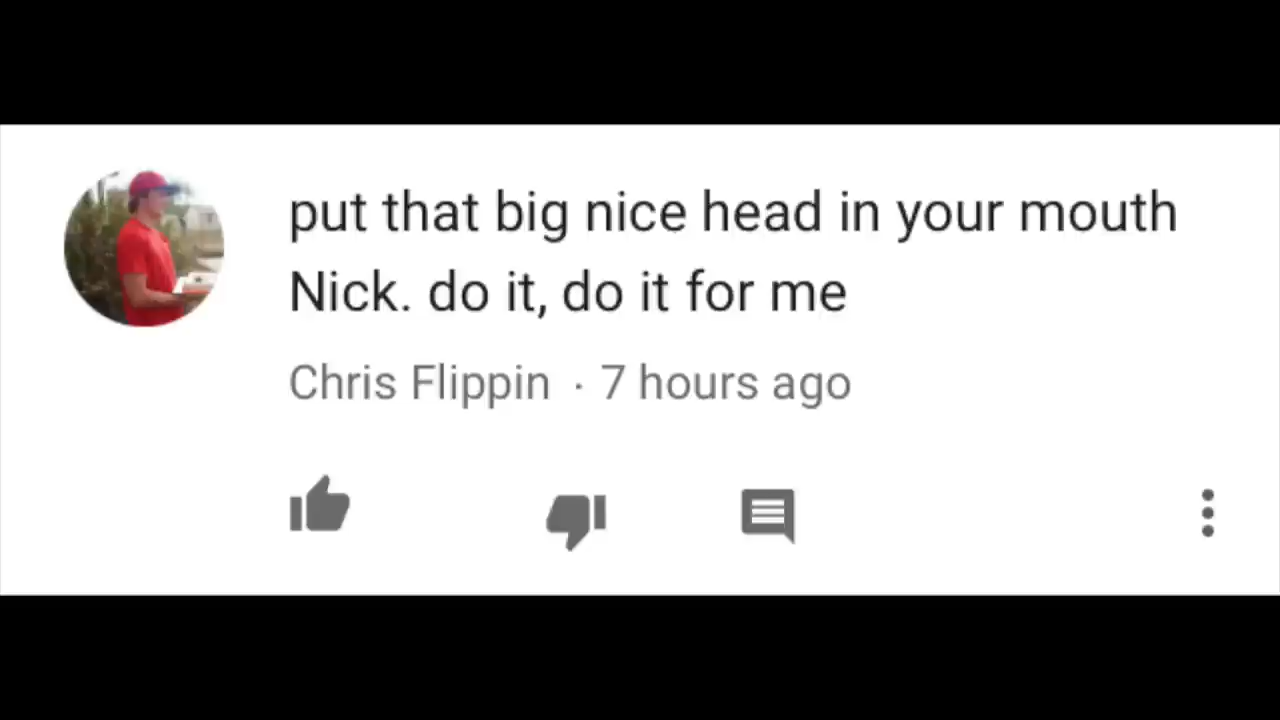 put that big nice head in your mouth
Nick. do it, do it for me
Chris Flippin · 7 hours ago